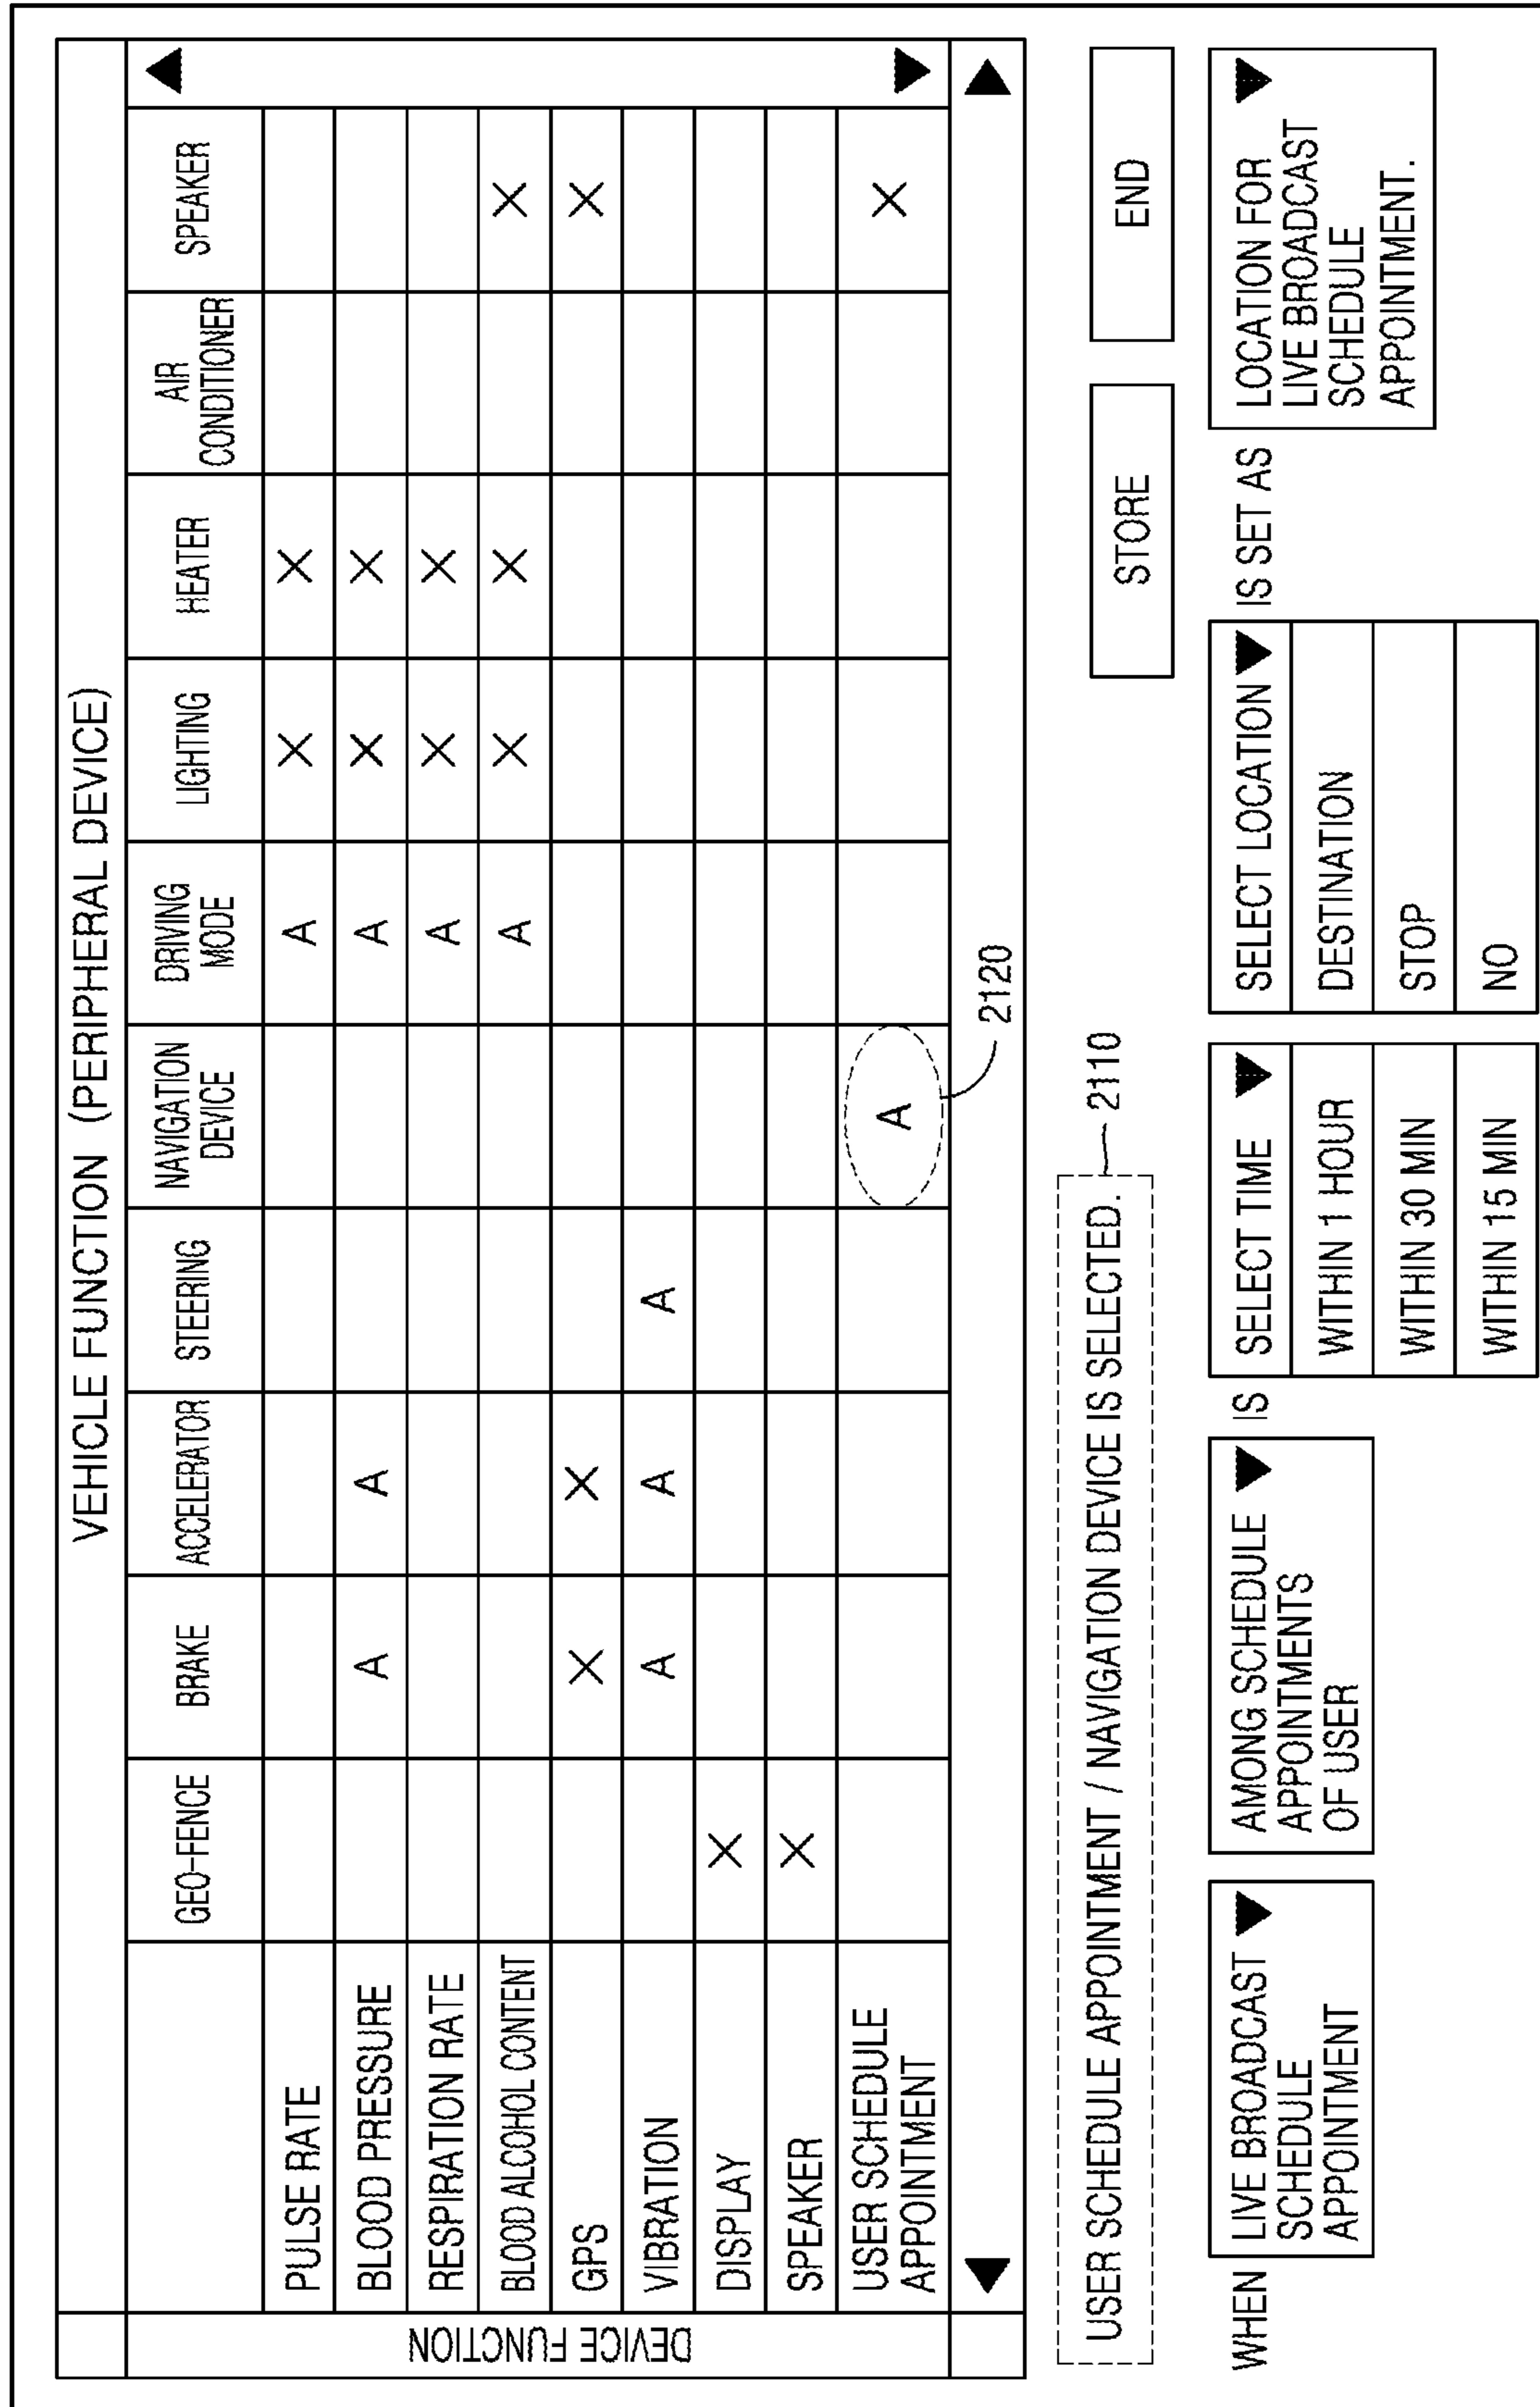 VEHICLE FUNCTION (PERIPHERAL DEVICE)
GEO-FENCE
BRAKE
ACCELERATOR
STEERING
NAVIGATION
DEVICE
DRIVING
MODE
LIGHTING
HEATER
AIR
CONDITIONER
SPEAKER
DEVICE FUNCTION
PULSE RATE A X X
BLOOD PRESSURE A A A X X
RESPIRATION RATE A X X
BLOOD ALCOHOL CONTENT A X X X
GPS X X X
VIBRATION A A A
DISPLAY X
SPEAKER X
USER SCHEDULE
APPOINTMENT
A X
2120
USER SCHEDULE APPOINTMENT / NAVIGATION DEVICE IS SELECTED.
2110
STORE
END
WHEN
LIVE BROADCAST
SCHEDULE
APPOINTMENT
AMONG SCHEDULE
APPOINTMENTS
OF USER
IS
SELECT TIME
WITHIN 1 HOUR
WITHIN 30 MIN
WITHIN 15 MIN
SELECT LOCATION
DESTINATION
STOP
NO
IS SET AS
LOCATION FOR
LIVE BROADCAST
SCHEDULE
APPOINTMENT.